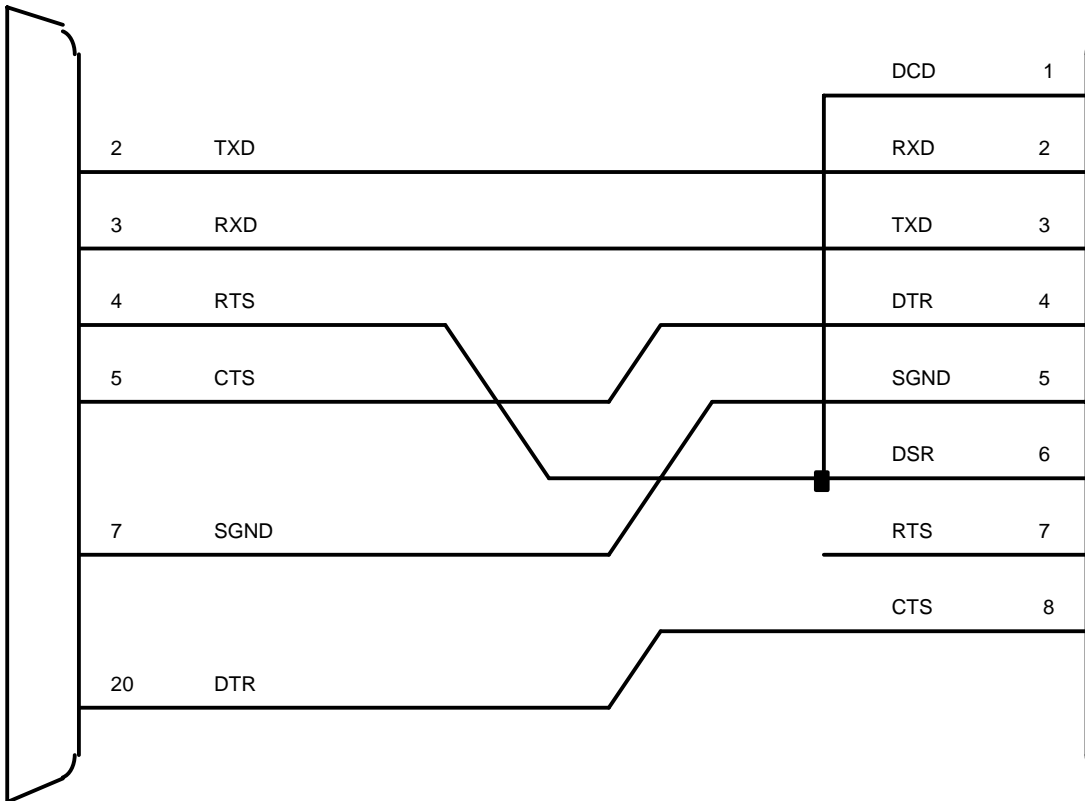 DCD 1
2 TXD RXD 2
3 RXD TXD 3
4 RTS DTR 4
5 CTS SGND 5
DSR 6
7 SGND RTS 7
CTS 8
20 DTR